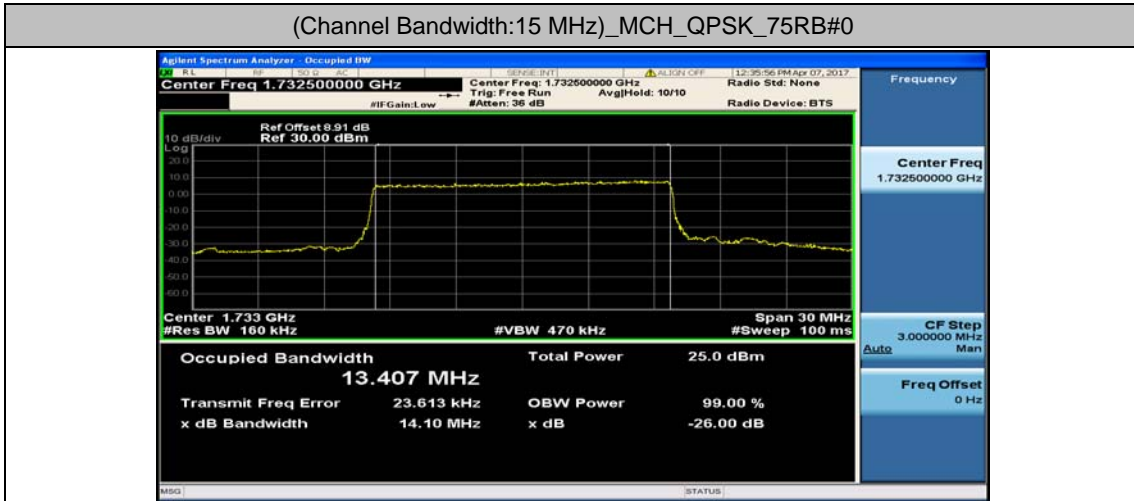 (Channel Bandwidth:15 MHz)_MCH_QPSK_75RB#0
Agilent Spectrum Analyzer - Occupied BW
RL RF 50 Ω AC SENSE:INT ALIGN OFF 12:35:56 PM Apr 07, 2017
Center Freq 1.732500000 GHz
Center Freq: 1.732500000 GHz
Radio Std: None
Trig: Free Run Avg|Hold: 10/10
#IFGain:Low #Atten: 36 dB Radio Device: BTS
Ref Offset 8.91 dB
10 dB/div Ref 30.00 dBm
Log
20.0
10.0
0.00
-10.0
-20.0
-30.0
-40.0
-50.0
-60.0
Center 1.733 GHz Span 30 MHz
#Res BW 160 kHz #VBW 470 kHz #Sweep 100 ms
Occupied Bandwidth Total Power 25.0 dBm
13.407 MHz
Transmit Freq Error 23.613 kHz OBW Power 99.00 %
x dB Bandwidth 14.10 MHz x dB -26.00 dB
MSG STATUS
Frequency
Center Freq
1.732500000 GHz
CF Step
3.000000 MHz
Auto Man
Freq Offset
0 Hz